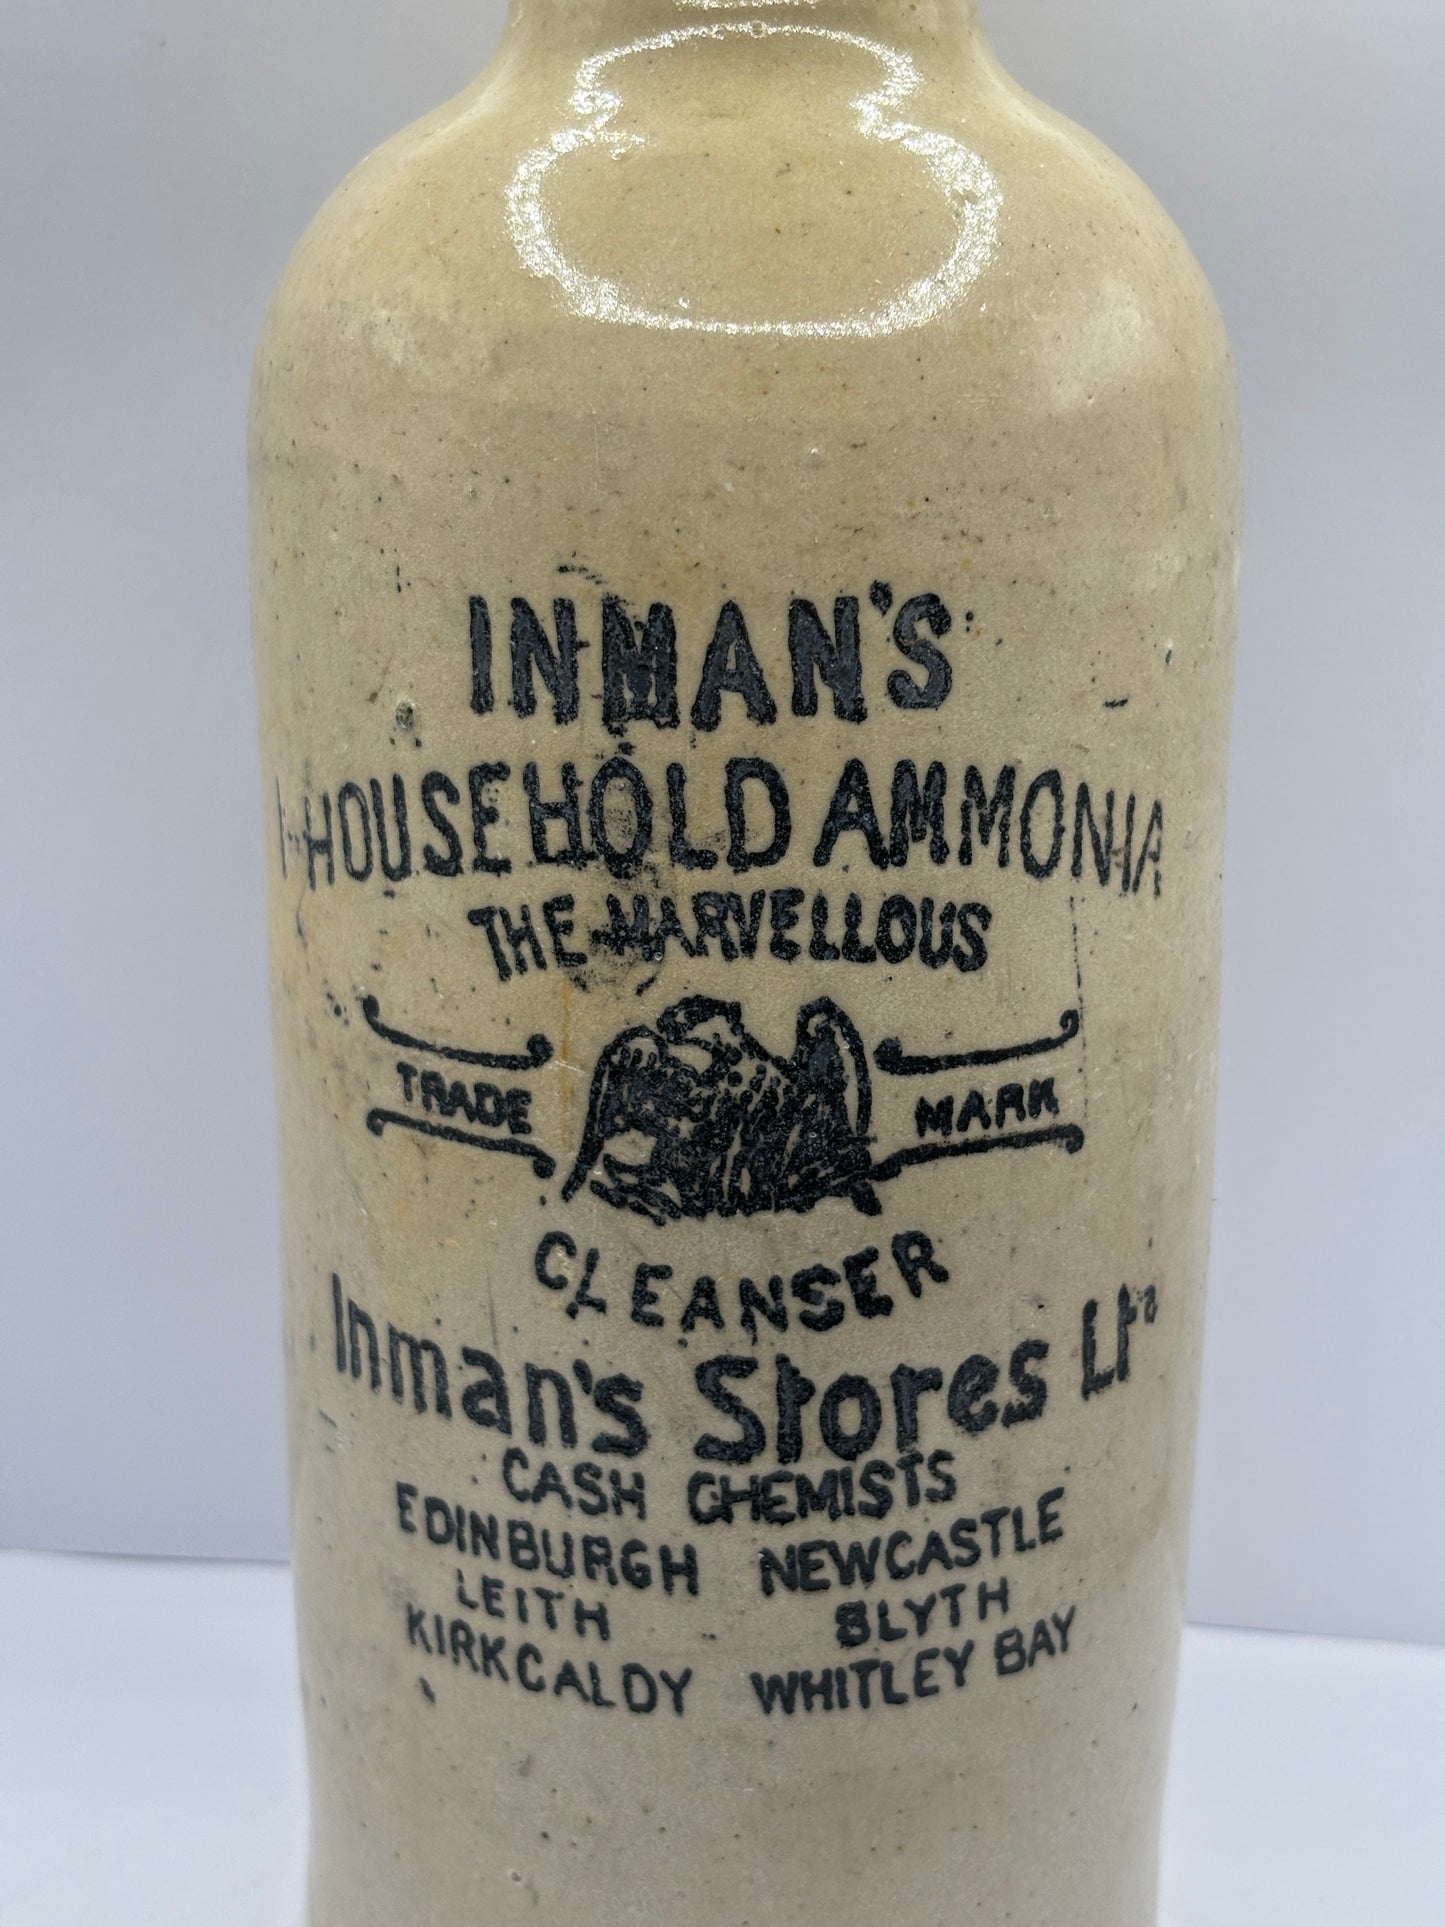 INMAN'S
HOUSEHOLD AMMONIA
THE MARVELLOUS
TRADE MARK
CLEANSER
Inman's Stores Ltd
CASH CHEMISTS
EDINBURGH NEWCASTLE
LEITH BLYTH
KIRKCALDY WHITLEY BAY